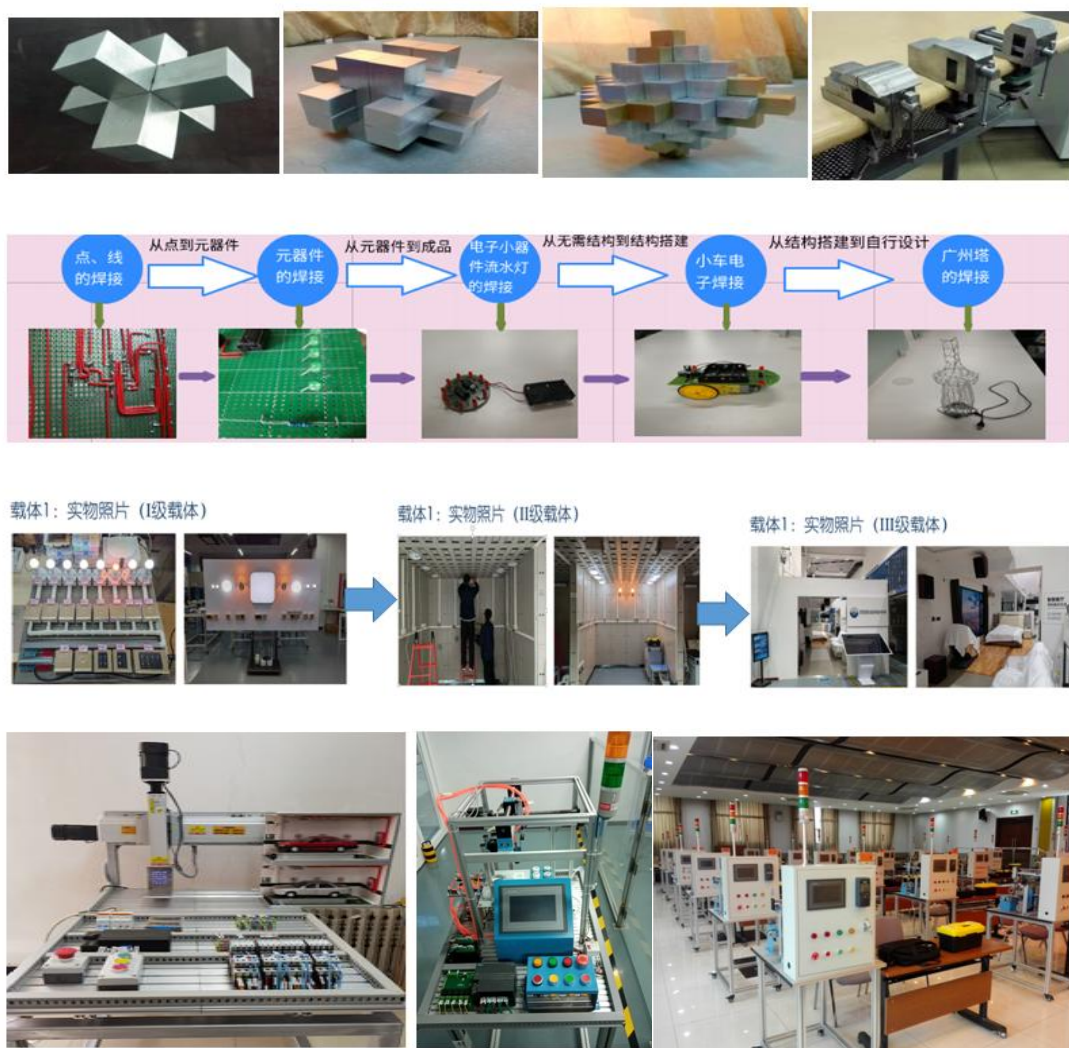 点、线
的焊接
从点到元器件
元器件
的焊接
从元器件到成品
电子小器
件流水灯
的焊接
从无需结构到结构搭建
小车电
子焊接
从结构搭建到自行设计
广州塔
的焊接
载体1：实物照片（I级载体）
载体1：实物照片（II级载体）
载体1：实物照片（III级载体）